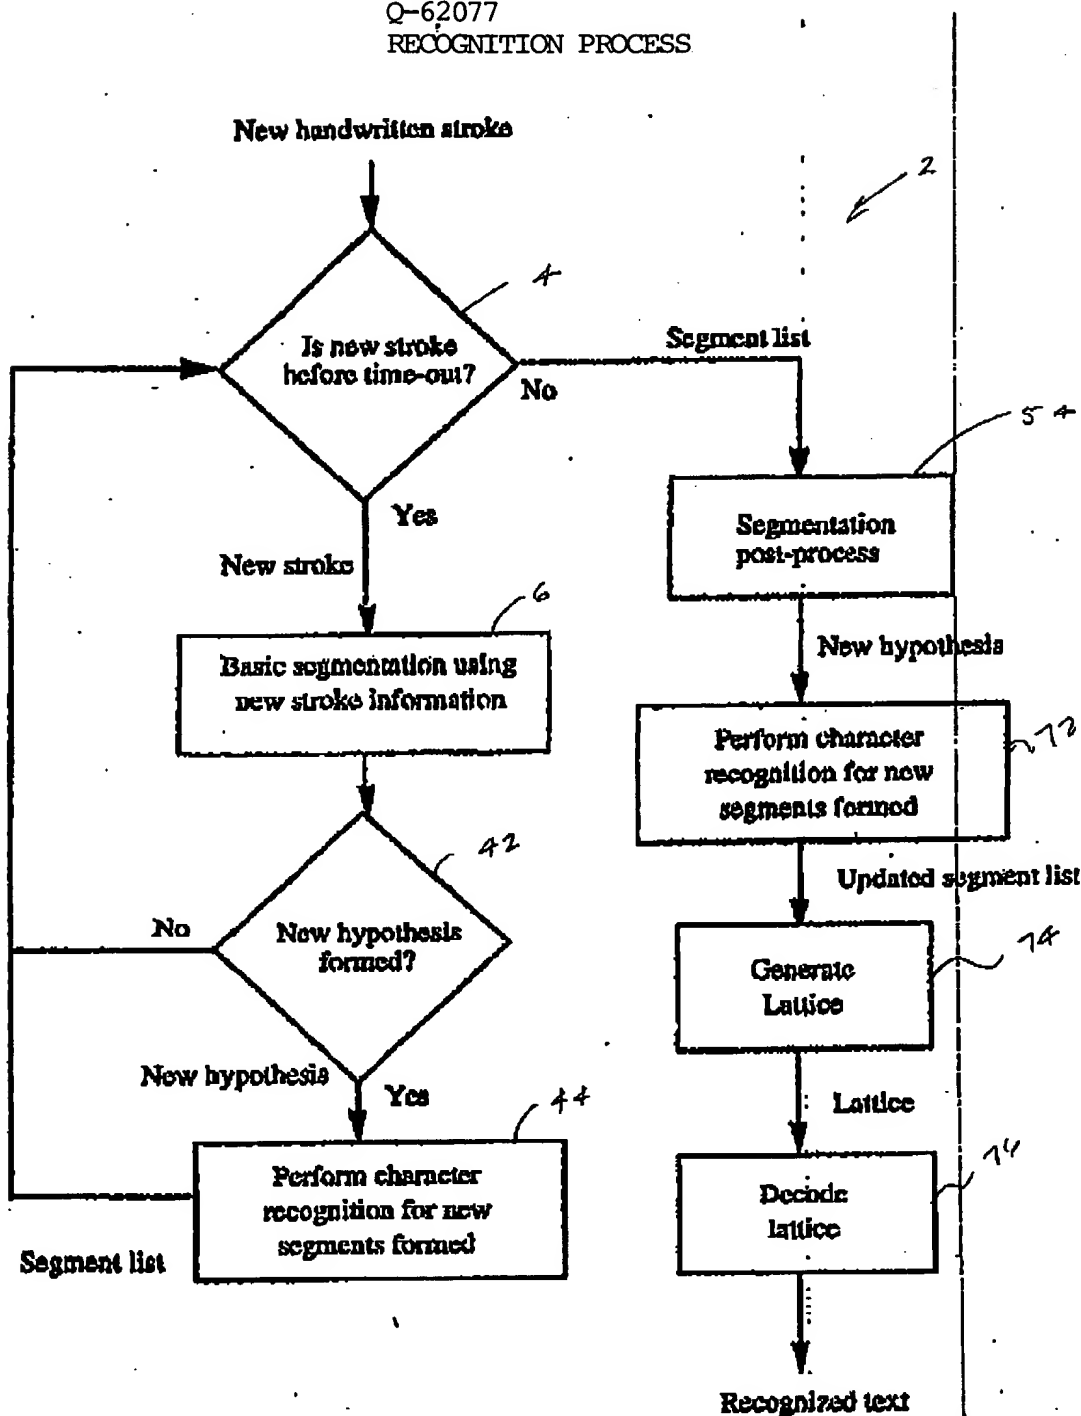 Q-62077
RECOGNITION PROCESS
New handwritten stroke
2
4
Is new stroke
before time-out?
Segment list
No
54
Yes
Segmentation
post-process
New stroke
6
Basic segmentation using
new stroke information
New hypothesis
72
Perform character
recognition for new
segments formed
42
Updated segment list
No
New hypothesis
formed?
74
Generate
Lattice
New hypothesis
Yes
44
Lattice
Perform character
recognition for new
segments formed
Decode
lattice
Segment list
Recognized text